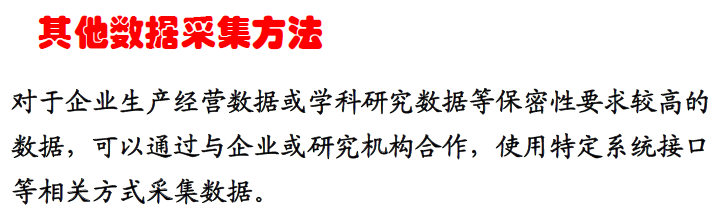 其他数据采集方法
对于企业生产经营数据或学科研究数据等保密性要求较高的
数据，可以通过与企业或研究机构合作，使用特定系统接口
等相关方式采集数据。